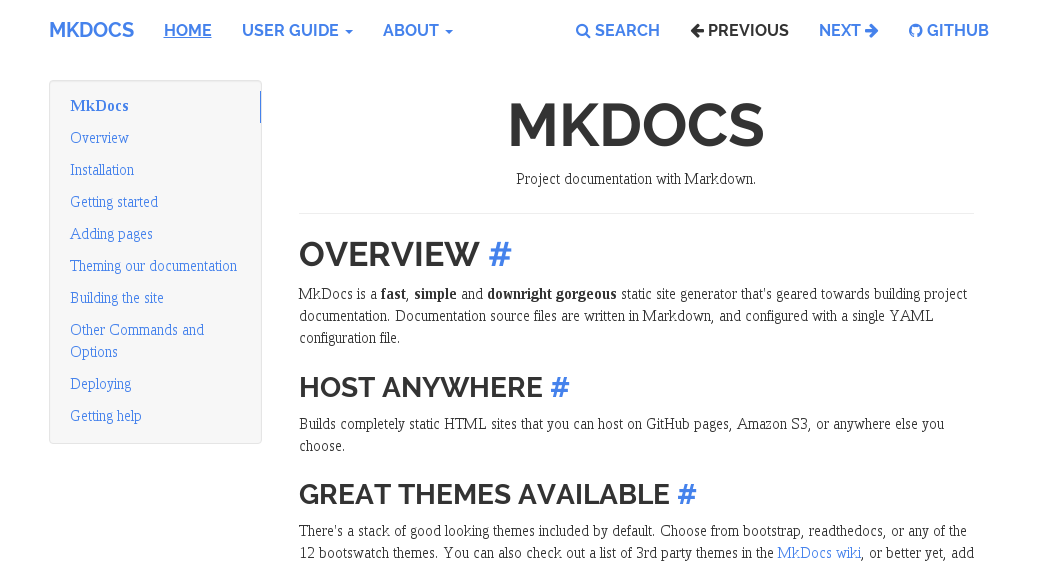 MKDOCS HOME USER GUIDE ABOUT SEARCH PREVIOUS NEXT GITHUB
MkDocs
Overview
Installation
Getting started
Adding pages
Theming our documentation
Building the site
Other Commands and
Options
Deploying
Getting help
MKDOCS
Project documentation with Markdown.
OVERVIEW #
MkDocs is a fast, simple and downright gorgeous static site generator that's geared towards building project
documentation. Documentation source files are written in Markdown, and configured with a single YAML
configuration file.
HOST ANYWHERE #
Builds completely static HTML sites that you can host on GitHub pages, Amazon S3, or anywhere else you
choose.
GREAT THEMES AVAILABLE #
There's a stack of good looking themes included by default. Choose from bootstrap, readthedocs, or any of the
12 bootswatch themes. You can also check out a list of 3rd party themes in the MkDocs wiki, or better yet, add